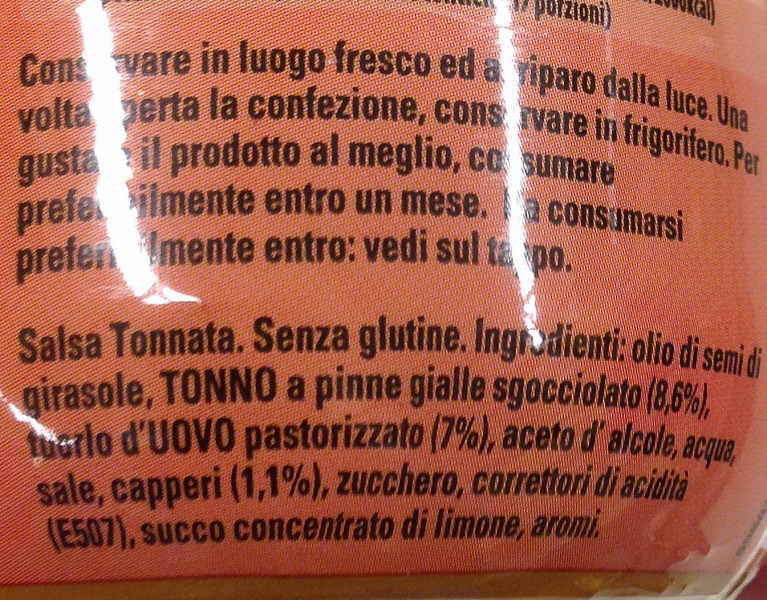 porzioni)
Conservare in luogo fresco ed al riparo dalla luce. Una
volta aperta la confezione, conservare in frigorifero. Per
gustare il prodotto al meglio, consumare
preferibilmente entro un mese. Da consumarsi
preferibilmente entro: vedi sul tappo.
Salsa Tonnata. Senza glutine. Ingredienti: olio di semi di
girasole, TONNO a pinne gialle sgocciolato (8,6%),
tuorlo d'UOVO pastorizzato (7%), aceto d' alcole, acqua,
sale, capperi (1,1%), zucchero, correttori di acidità
(E507), succo concentrato di limone, aromi.